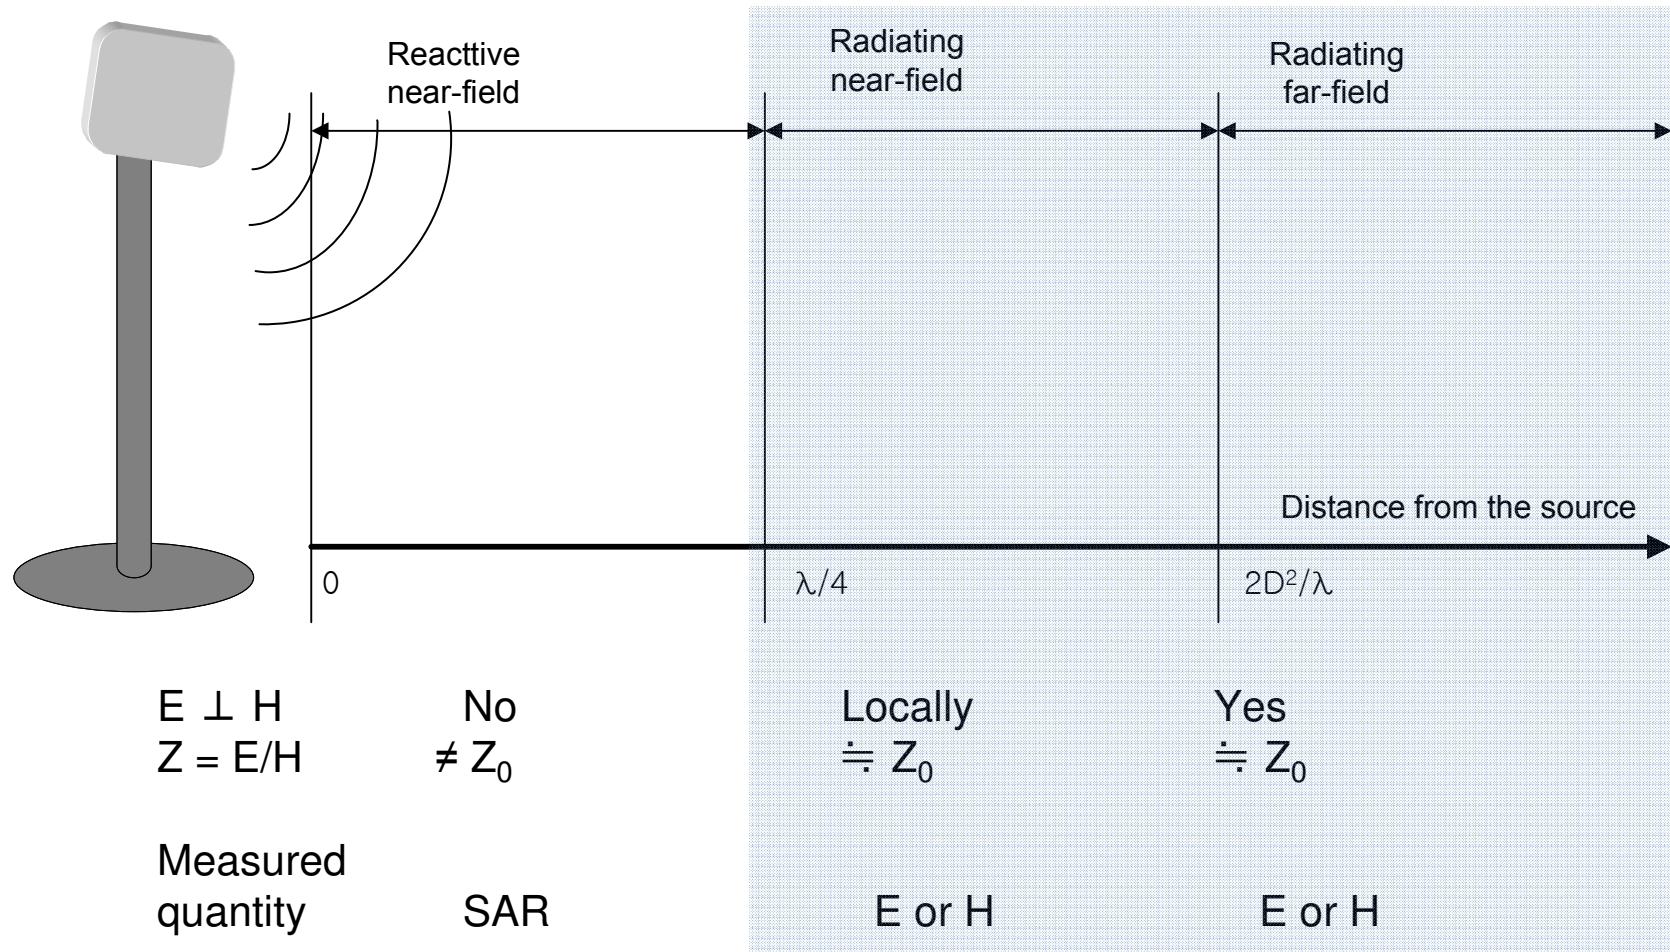 Reacttive
near-field
Radiating
near-field
Radiating
far-field
Distance from the source
0
λ/4
2D²/λ
E ⊥ H
No
Locally
Yes
Z = E/H
≠ Z₀
≒ Z₀
≒ Z₀
Measured
quantity
SAR
E or H
E or H